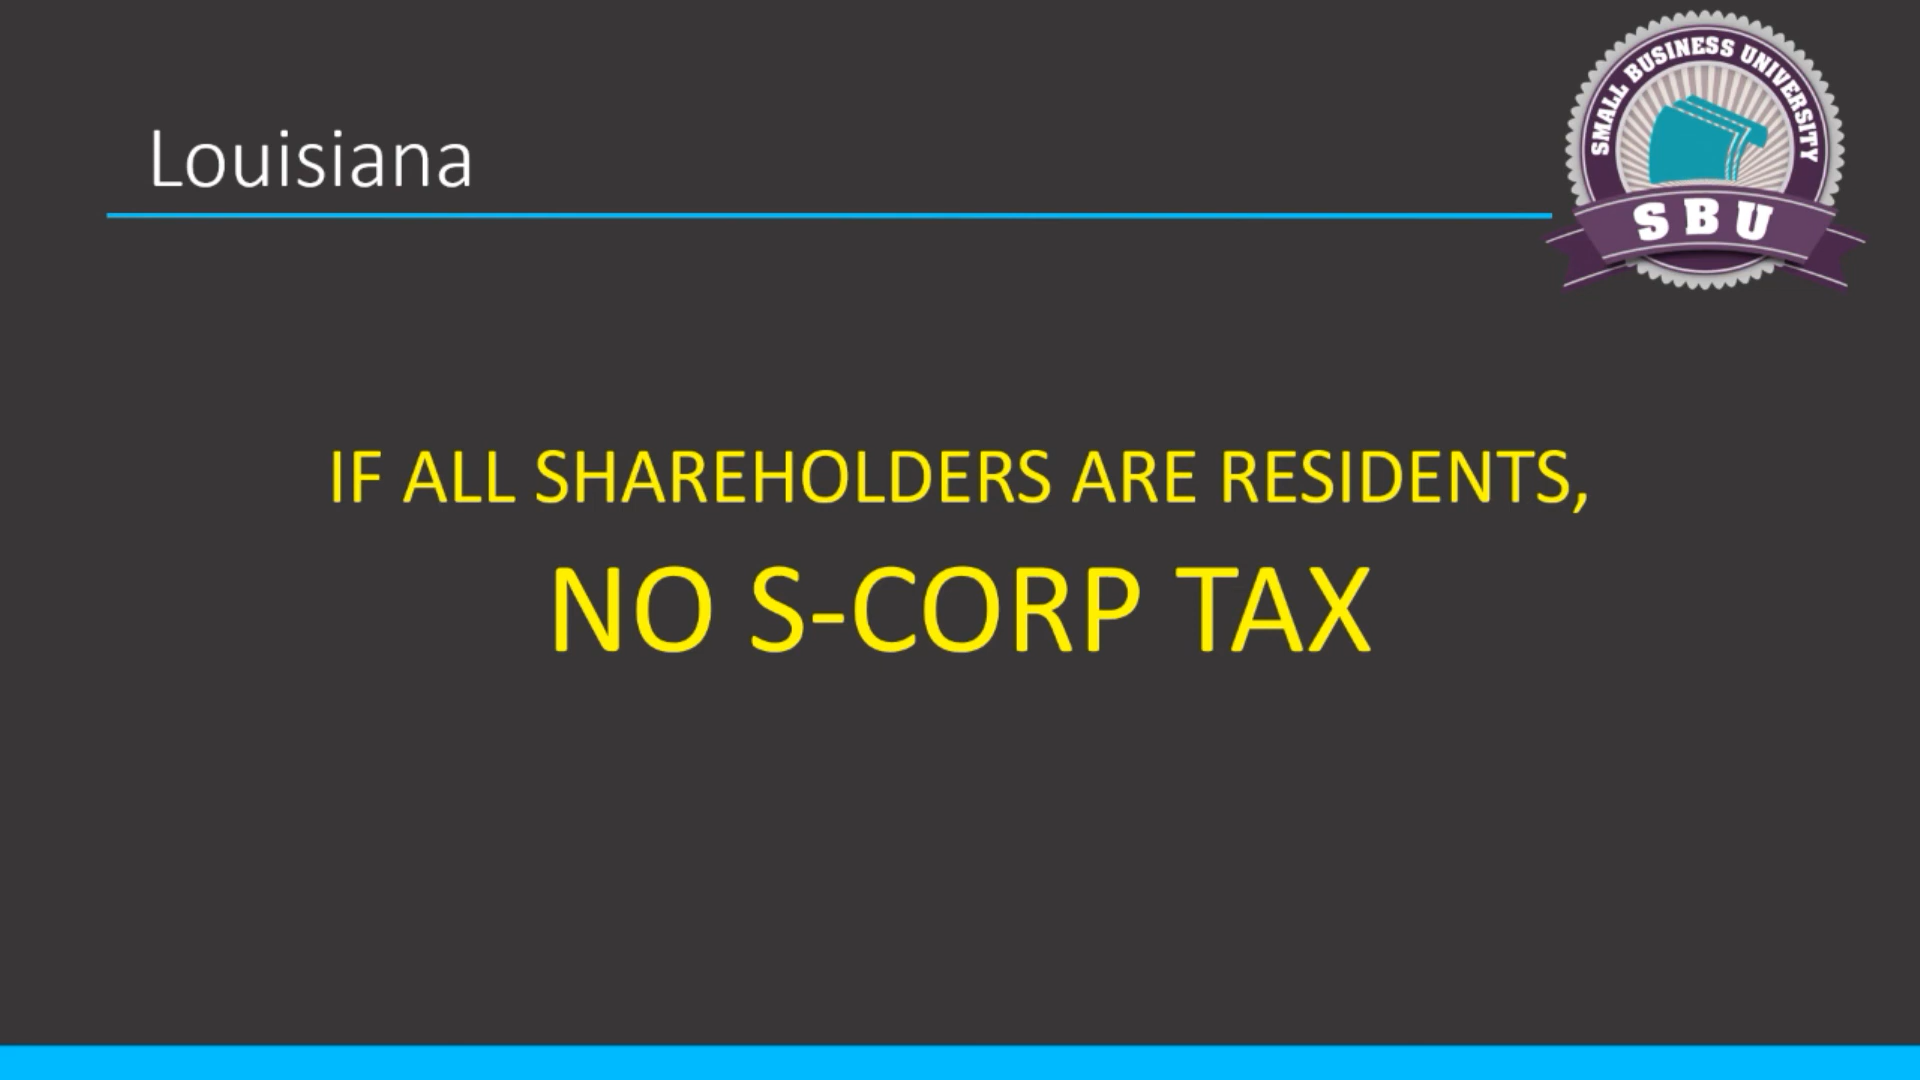 Louisiana
SMALL BUSINESS UNIVERSITY
SBU
IF ALL SHAREHOLDERS ARE RESIDENTS,
NO S-CORP TAX